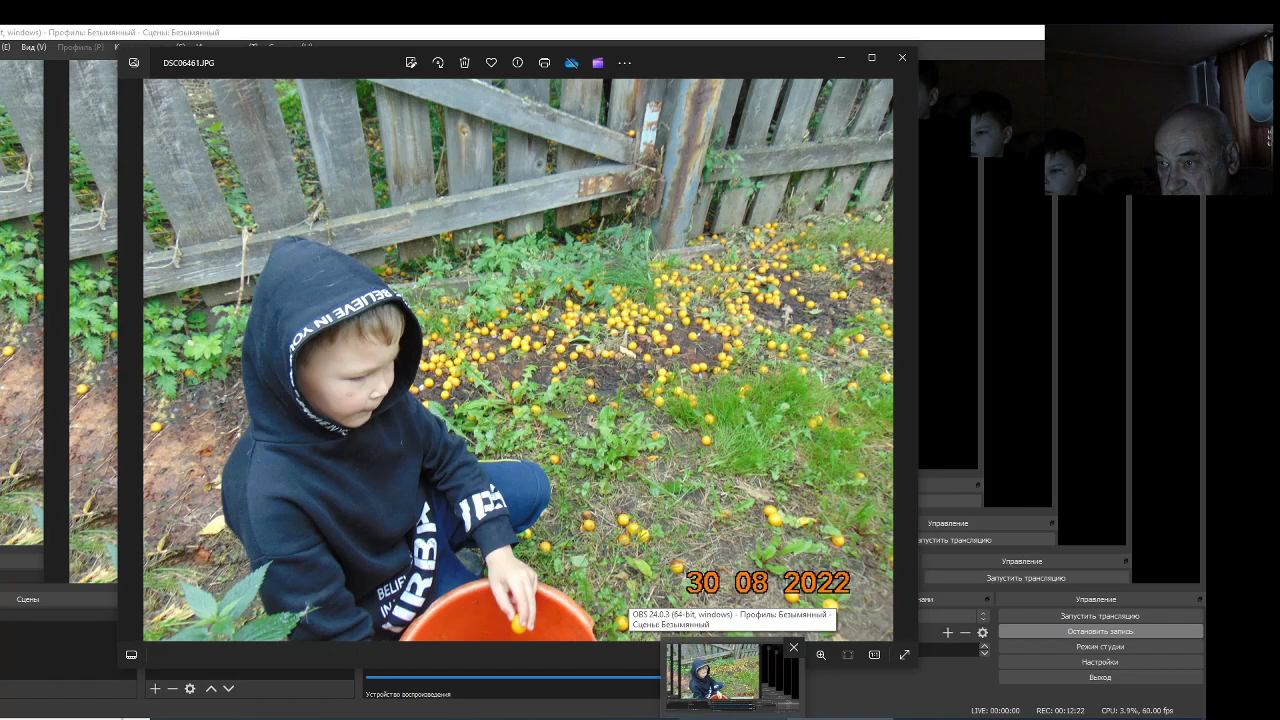 t, windows) - Профиль: Безымянный - Сцены: Безымянный
(E) Вид (V) Профиль (P)
DSC06461.JPG
BELIEVE IN YOU
30 08 2022
OBS 24.0.3 (64-bit, windows) - Профиль: Безымянный -
Сцены: Безымянный
Сцены
Устройство воспроизведения
Управление
апустить трансляцию
Управление
Запустить трансляцию
нами
Управление
Запустить трансляцию
Остановить запись
Режим студии
Настройки
Выход
LIVE: 00:00:00 REC: 00:12:22 CPU: 3.9%, 60.00 fps